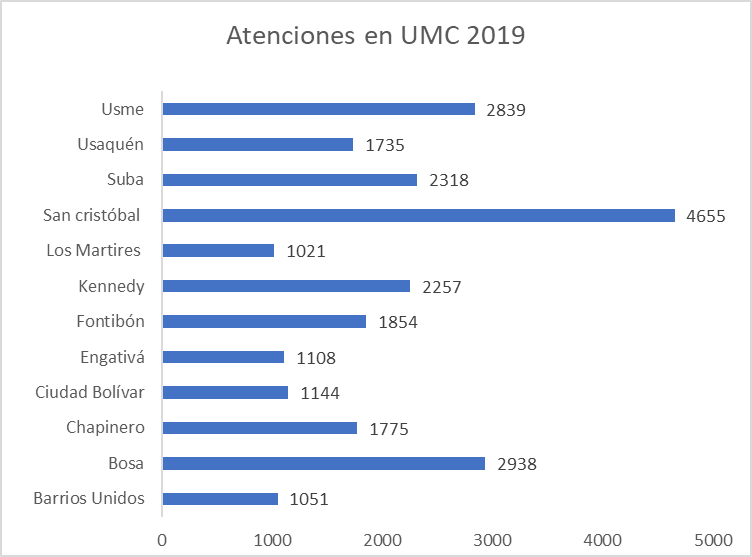 Atenciones en UMC 2019
Usme 2839
Usaquén 1735
Suba 2318
San cristóbal 4655
Los Martires 1021
Kennedy 2257
Fontibón 1854
Engativá 1108
Ciudad Bolívar 1144
Chapinero 1775
Bosa 2938
Barrios Unidos 1051
0 1000 2000 3000 4000 5000